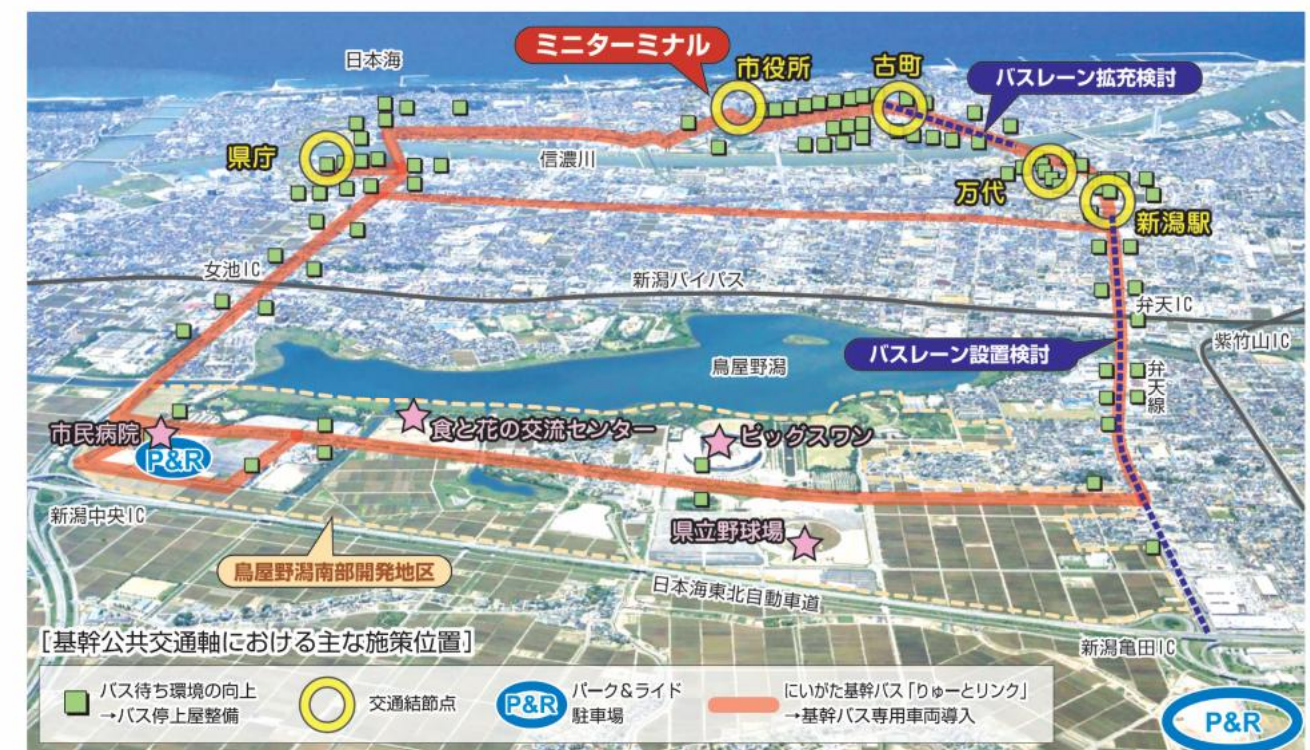 日本海
ミニターミナル
市役所
古町
バスレーン拡充検討
県庁
信濃川
万代
新潟駅
女池IC
新潟バイパス
弁天IC
紫竹山IC
バスレーン設置検討
鳥屋野潟
弁天線
市民病院
P&R
食と花の交流センター
ビッグスワン
新潟中央IC
県立野球場
鳥屋野潟南部開発地区
日本海東北自動車道
新潟亀田IC
[基幹公共交通軸における主な施策位置]
バス待ち環境の向上
→バス停上屋整備
交通結節点
P&R
パーク&ライド
駐車場
にいがた基幹バス「りゅーとリンク」
→基幹バス専用車両導入
P&R